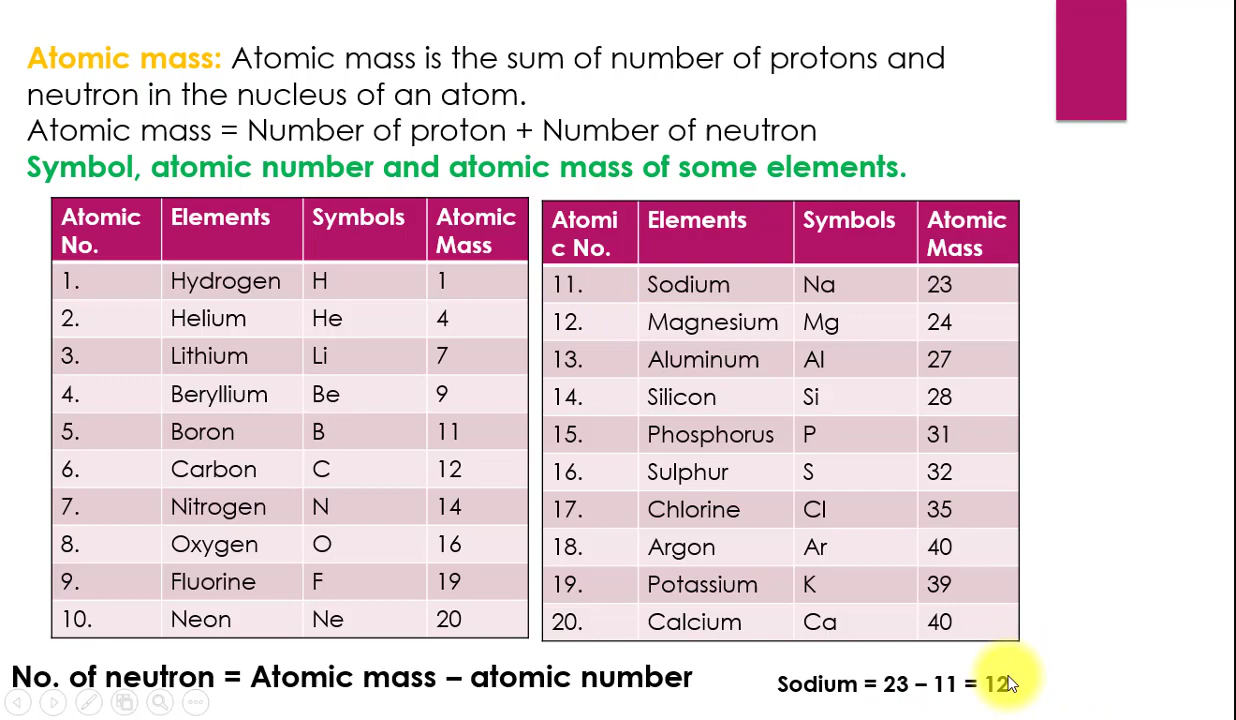 Atomic mass: Atomic mass is the sum of number of protons and
neutron in the nucleus of an atom.
Atomic mass = Number of proton + Number of neutron
Symbol, atomic number and atomic mass of some elements.
Atomic No. Elements Symbols Atomic Mass
1. Hydrogen H 1
2. Helium He 4
3. Lithium Li 7
4. Beryllium Be 9
5. Boron B 11
6. Carbon C 12
7. Nitrogen N 14
8. Oxygen O 16
9. Fluorine F 19
10. Neon Ne 20
Atomi c No. Elements Symbols Atomic Mass
11. Sodium Na 23
12. Magnesium Mg 24
13. Aluminum Al 27
14. Silicon Si 28
15. Phosphorus P 31
16. Sulphur S 32
17. Chlorine Cl 35
18. Argon Ar 40
19. Potassium K 39
20. Calcium Ca 40
No. of neutron = Atomic mass – atomic number
Sodium = 23 – 11 = 12